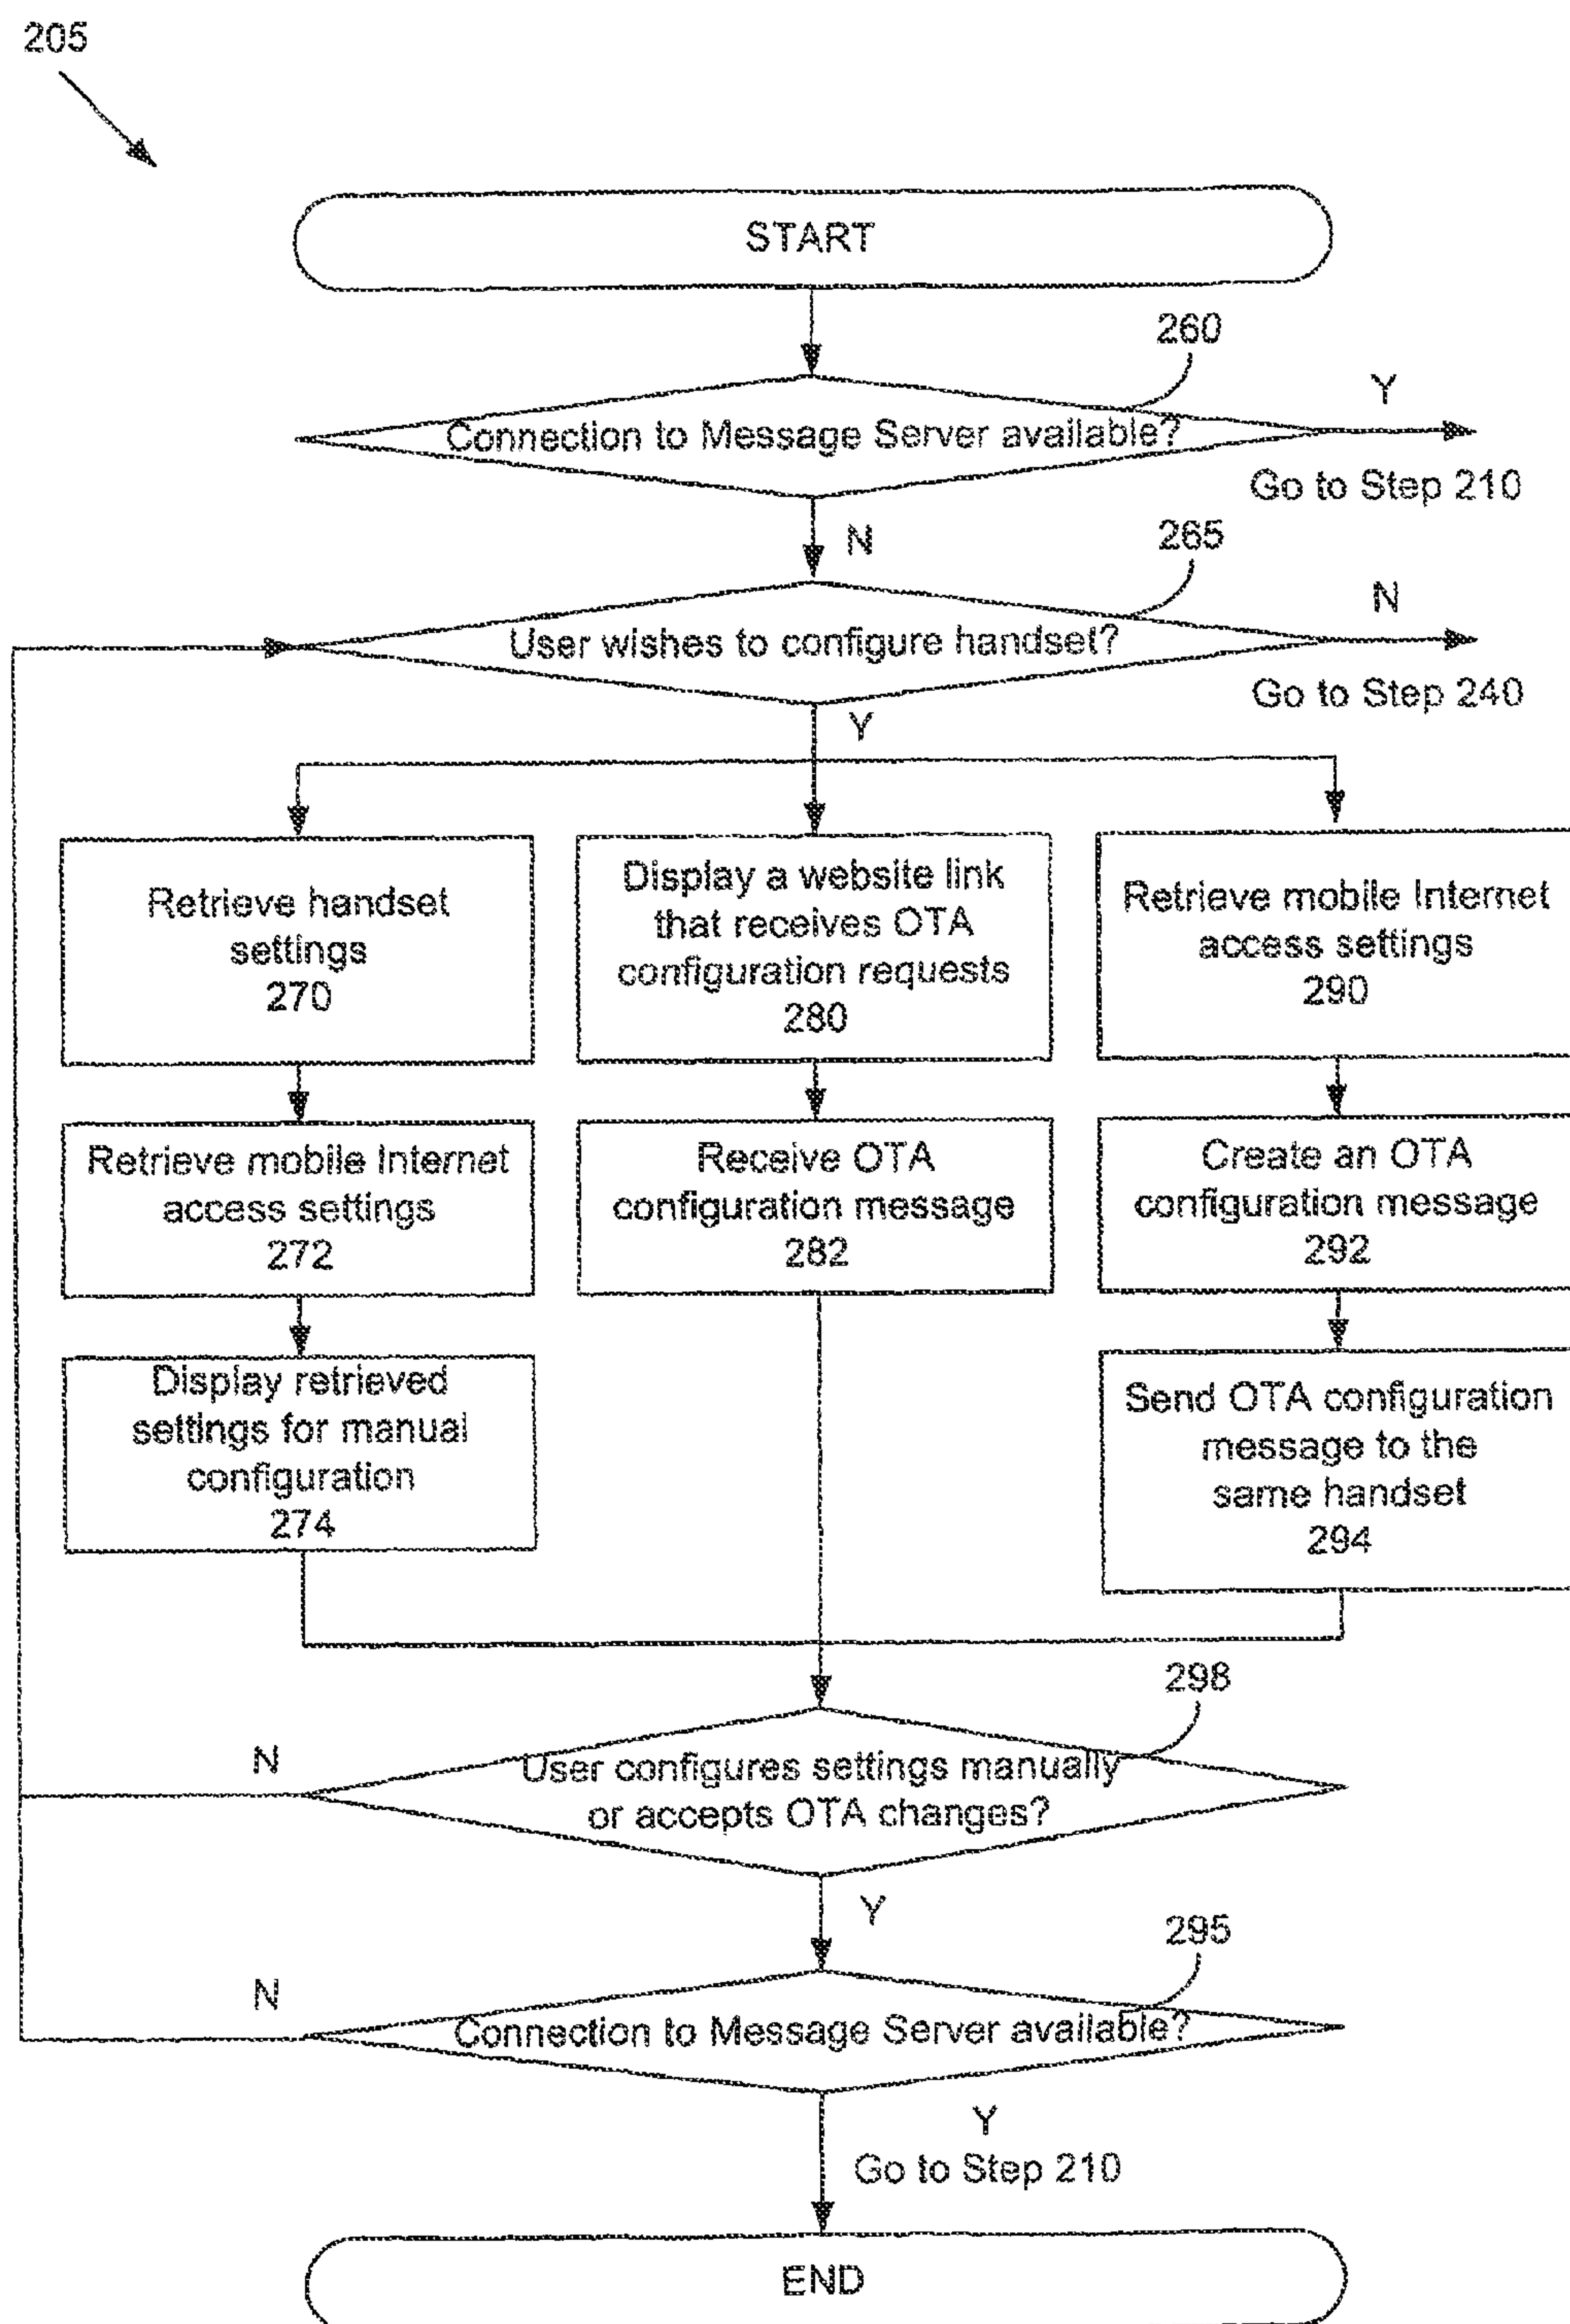 205
START
260
Connection to Message Server available?
Y
Go to Step 210
N
265
User wishes to configure handset?
N
Go to Step 240
Y
Retrieve handset
settings
270
Display a website link
that receives OTA
configuration requests
280
Retrieve mobile Internet
access settings
290
Retrieve mobile Internet
access settings
272
Receive OTA
configuration message
282
Create an OTA
configuration message
292
Display retrieved
settings for manual
configuration
274
Send OTA configuration
message to the
same handset
294
298
N
User configures settings manually
or accepts OTA changes?
Y
295
N
Connection to Message Server available?
Y
Go to Step 210
END